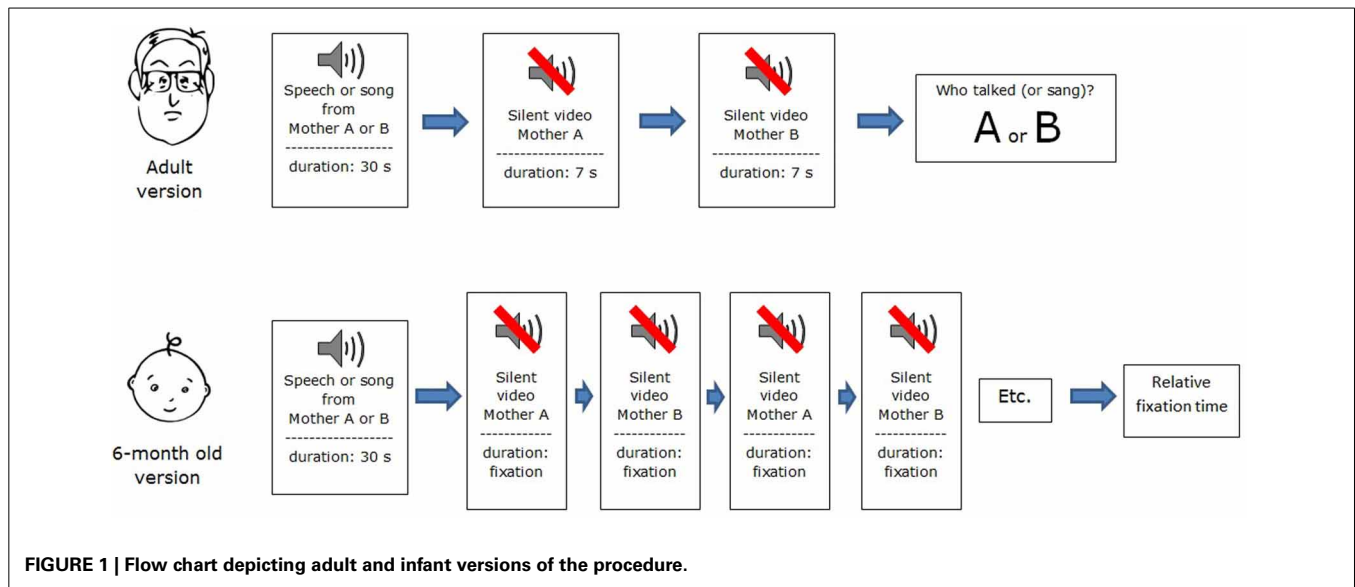 Adult
version
Speech or song
from
Mother A or B
duration: 30 s
Silent video
Mother A
duration: 7 s
Silent video
Mother B
duration: 7 s
Who talked (or sang)?
A or B
6-month old
version
Speech or song
from
Mother A or B
duration: 30 s
Silent
video
Mother A
duration:
fixation
Silent
video
Mother B
duration:
fixation
Silent
video
Mother A
duration:
fixation
Silent
video
Mother B
duration:
fixation
Etc.
Relative
fixation time
FIGURE 1 | Flow chart depicting adult and infant versions of the procedure.